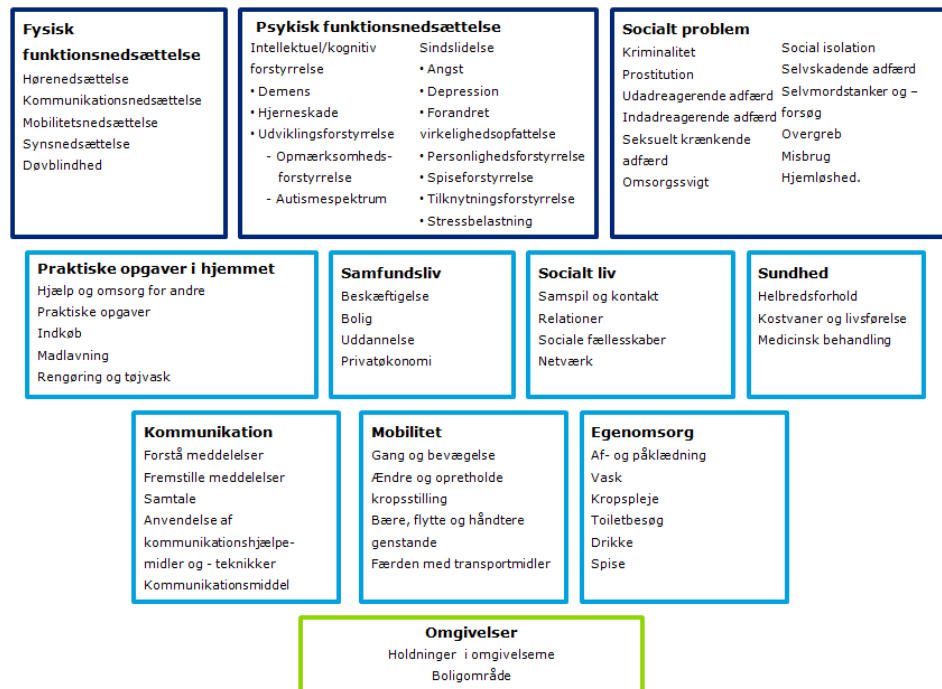 Fysisk
funktionsnedsættelse
Hørenedsættelse
Kommunikationsnedsættelse
Mobilitetsnedsættelse
Synsnedsættelse
Døvblindhed
Psykisk funktionsnedsættelse
Intellektuel/kognitiv
forstyrrelse
• Demens
• Hjerneskade
• Udviklingsforstyrrelse
- Opmærksomheds-
forstyrrelse
- Autismespektrum
Sindslidelse
• Angst
• Depression
• Forandret
virkelighedsopfattelse
• Personlighedsforstyrrelse
• Spiseforstyrrelse
• Tilknytningsforstyrrelse
• Stressbelastning
Socialt problem
Kriminalitet
Prostitution
Udadreagerende adfærd
Indadreagerende adfærd
Seksuelt krænkende
adfærd
Omsorgssvigt
Social isolation
Selvskadende adfærd
Selvmordstanker og –
forsøg
Overgreb
Misbrug
Hjemløshed.
Praktiske opgaver i hjemmet
Hjælp og omsorg for andre
Praktiske opgaver
Indkøb
Madlavning
Rengøring og tøjvask
Samfundsliv
Beskæftigelse
Bolig
Uddannelse
Privatøkonomi
Socialt liv
Samspil og kontakt
Relationer
Sociale fællesskaber
Netværk
Sundhed
Helbredsforhold
Kostvaner og livsførelse
Medicinsk behandling
Kommunikation
Forstå meddelelser
Fremstille meddelelser
Samtale
Anvendelse af
kommunikationshjælpe-
midler og - teknikker
Kommunikationsmiddel
Mobilitet
Gang og bevægelse
Ændre og opretholde
kropsstilling
Bære, flytte og håndtere
genstande
Færden med transportmidler
Egenomsorg
Af- og påklædning
Vask
Kropspleje
Toiletbesøg
Drikke
Spise
Omgivelser
Holdninger i omgivelserne
Boligområde